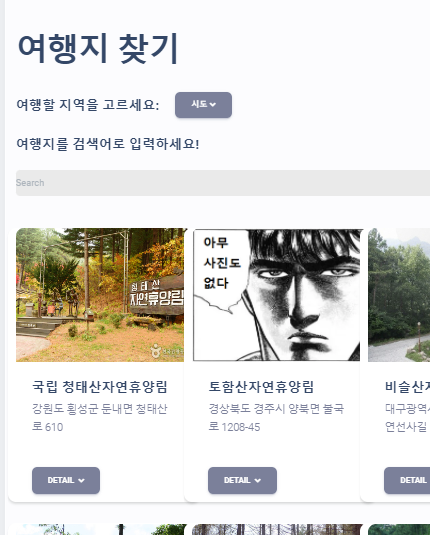 여행지 찾기
여행할 지역을 고르세요:
시도
여행지를 검색어로 입력하세요!
Search
청태산
자연휴양림
아무
사진도
없다
국립 청태산자연휴양림
강원도 횡성군 둔내면 청태산
로 610
DETAIL
토함산자연휴양림
경상북도 경주시 양북면 불국
로 1208-45
DETAIL
비슬산자
대구광역
연선사길
DETAIL